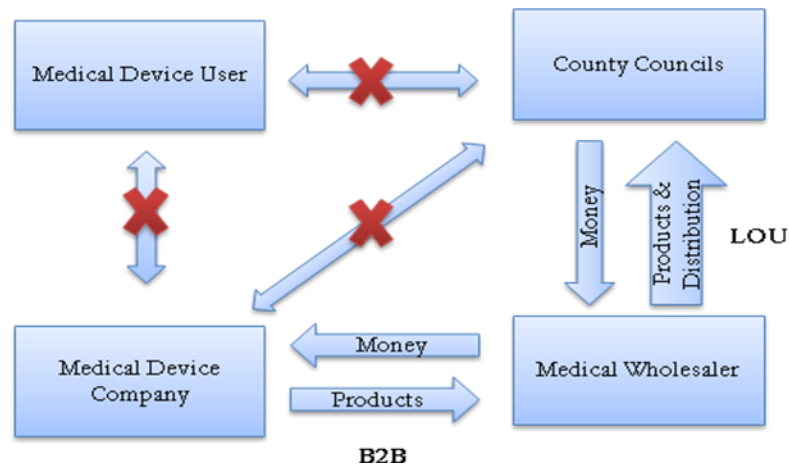 Medical Device User
County Councils
Money
Products &
Distribution
LOU
Medical Device
Company
Money
Products
Medical Wholesaler
B2B